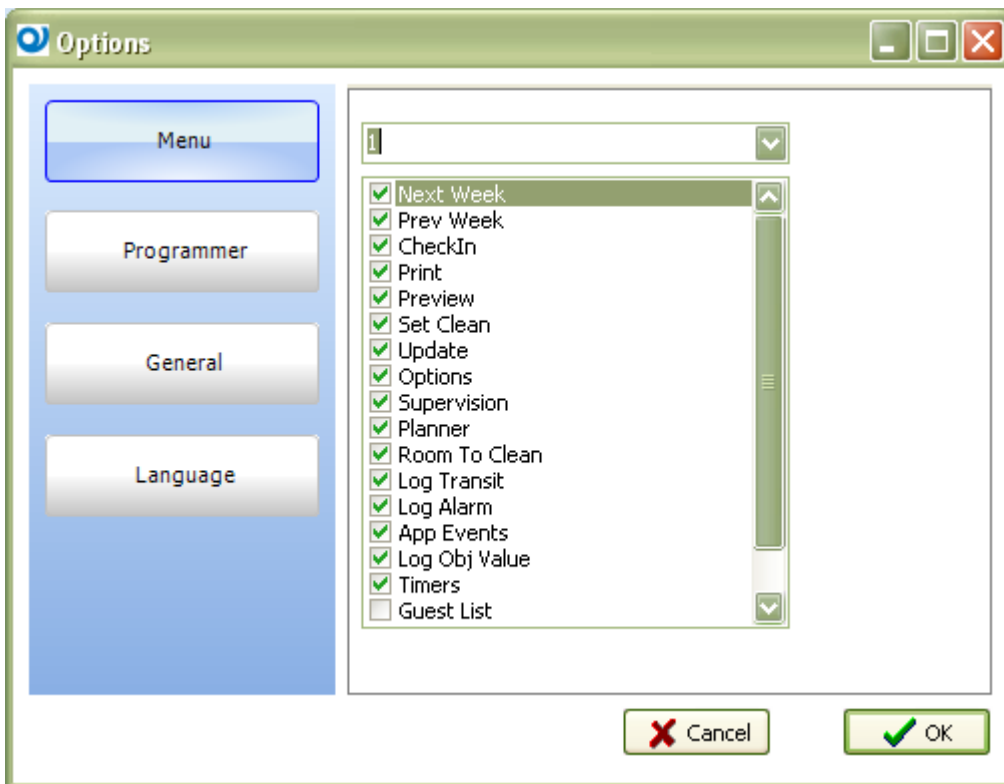 Options
Menu
Programmer
General
Language
1
Next Week
Prev Week
CheckIn
Print
Preview
Set Clean
Update
Options
Supervision
Planner
Room To Clean
Log Transit
Log Alarm
App Events
Log Obj Value
Timers
Guest List
Cancel
OK